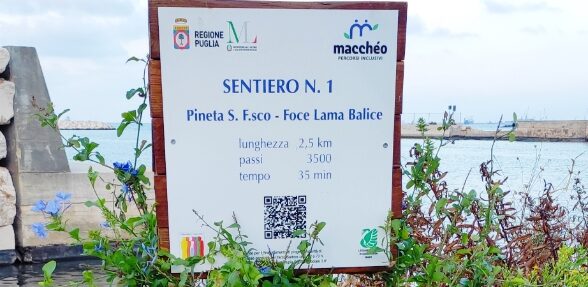 REGIONE
PUGLIA
ML
macchéo
PERCORSI INCLUSIVI
SENTIERO N. 1
Pineta S. F.sco - Foce Lama Balice
lunghezza 2,5 km
passi 3500
tempo 35 min